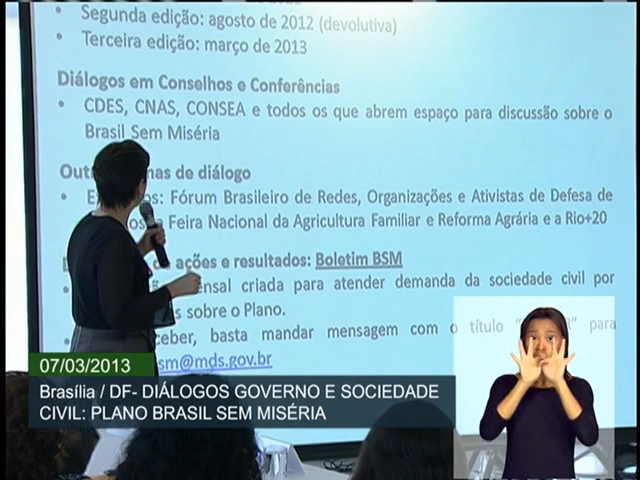 Segunda edição: agosto de 2012 (devolutiva)
• Terceira edição: março de 2013
Diálogos em Conselhos e Conferências
• CDES, CNAS, CONSEA e todos os que abrem espaço para discussão sobre o
Brasil Sem Miséria
de diálogo
• Fórum Brasileiro de Redes, Organizações e Ativistas de Defesa de
a Feira Nacional da Agricultura Familiar e Reforma Agrária e a Rio+20
de ações e resultados: Boletim BSM
criada para atender demanda da sociedade civil por
sobre o Plano.
basta mandar mensagem com o título para
sm@mds.gov.br
07/03/2013
Brasília / DF- DIÁLOGOS GOVERNO E SOCIEDADE
CIVIL: PLANO BRASIL SEM MISÉRIA